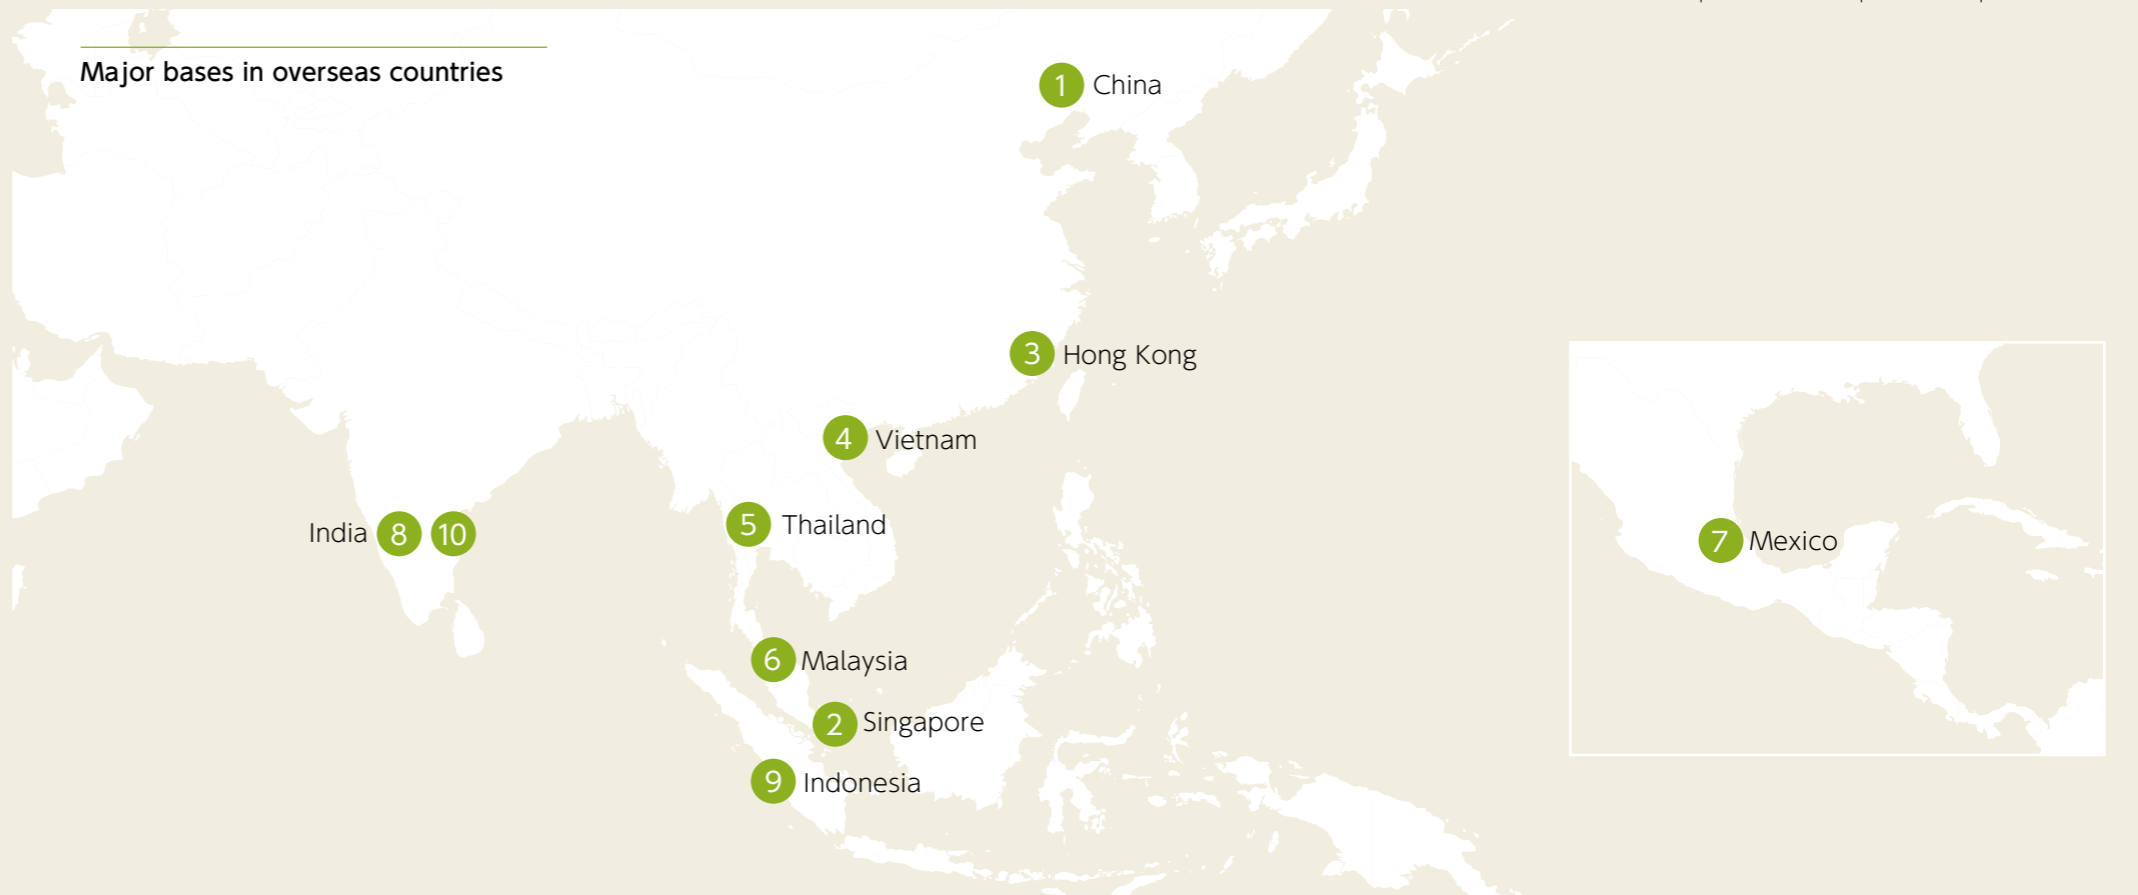 Major bases in overseas countries
1 China
3 Hong Kong
4 Vietnam
India 8 10
5 Thailand
7 Mexico
6 Malaysia
2 Singapore
9 Indonesia